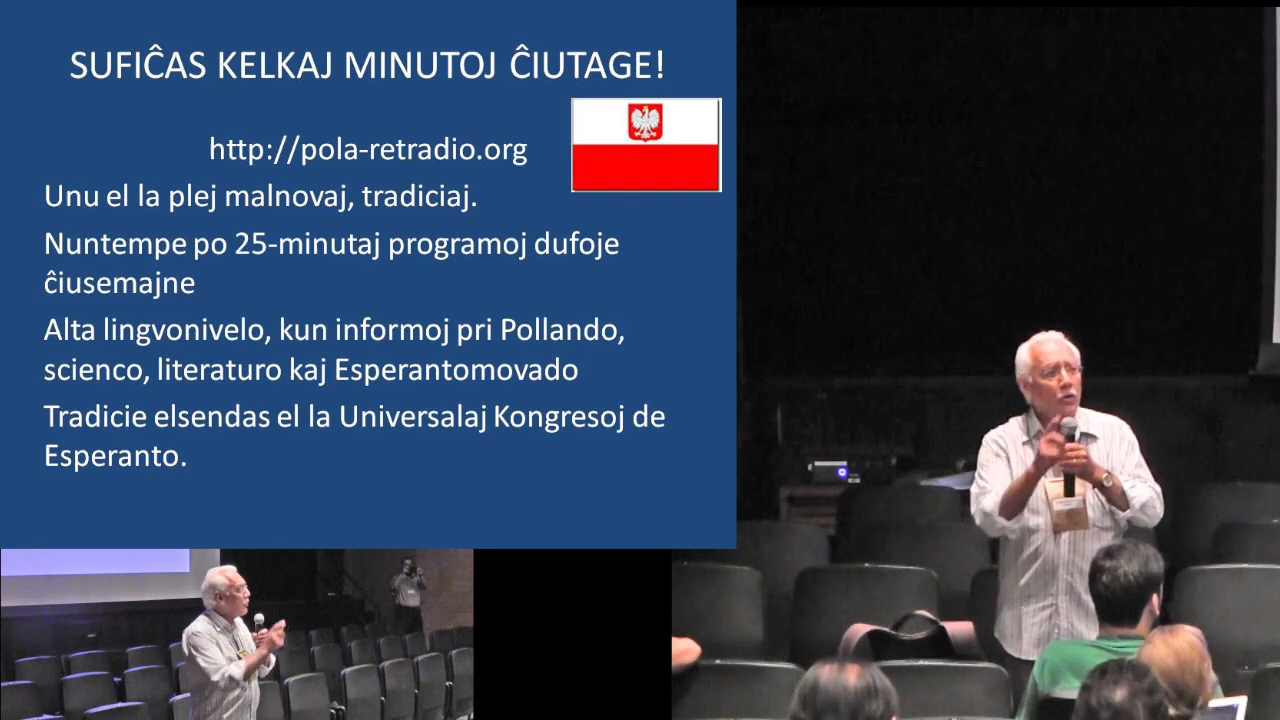 SUFIĈAS KELKAJ MINUTOJ ĈIUTAGE!
http://pola-retradio.org
Unu el la plej malnovaj, tradiciaj.
Nuntempe po 25-minutaj programoj dufoje
ĉiusemajne
Alta lingvonivelo, kun informoj pri Pollando,
scienco, literaturo kaj Esperantomovado
Tradicie elsendas el la Universalaj Kongresoj de
Esperanto.